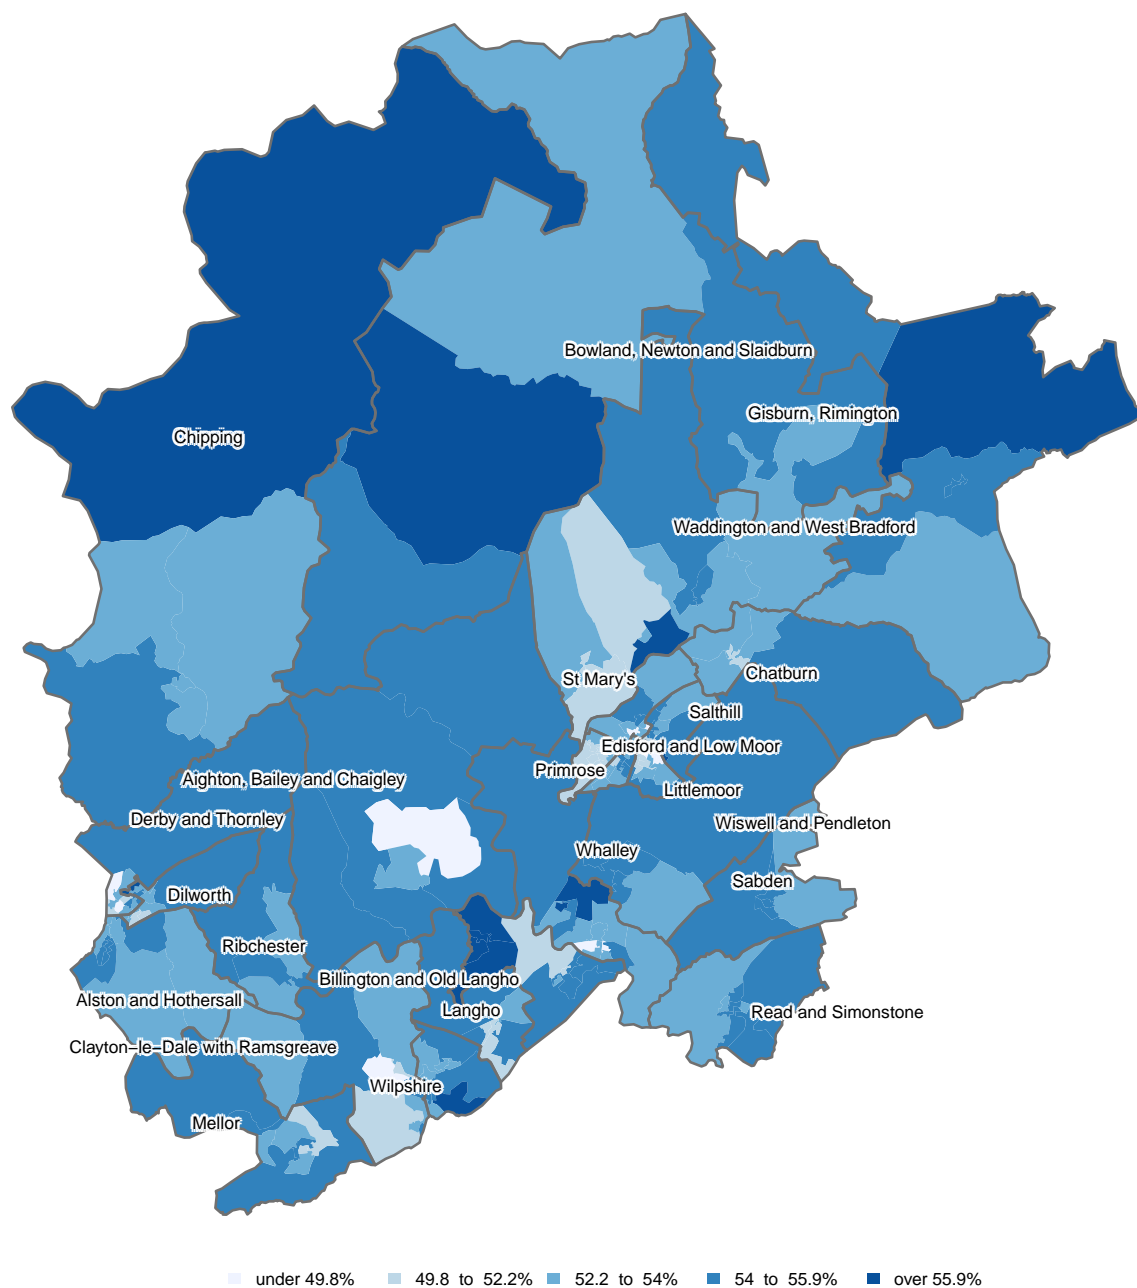 Bowland, Newton and Slaidburn
Gisburn, Rimington
Chipping
Waddington and West Bradford
Chatburn
St Mary's
Salthill
Edisford and Low Moor
Primrose
Aighton, Bailey and Chaigley
Littlemoor
Derby and Thornley
Wiswell and Pendleton
Whalley
Sabden
Dilworth
Ribchester
Billington and Old Langho
Alston and Hothersall
Langho
Read and Simonstone
Clayton–le–Dale with Ramsgreave
Wilpshire
Mellor
under 49.8% 49.8 to 52.2% 52.2 to 54% 54 to 55.9% over 55.9%